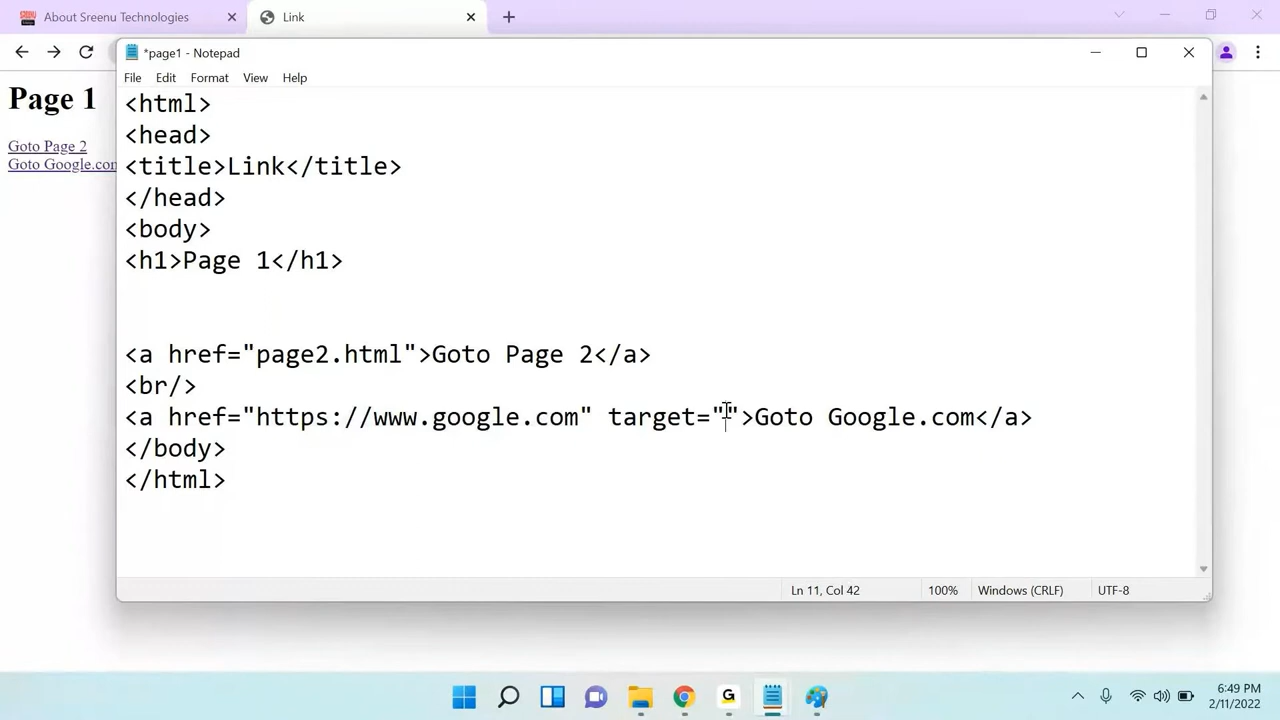 About Sreenu Technologies
Link
*page1 - Notepad
File Edit Format View Help
Page 1
Goto Page 2
Goto Google.com
<html>
<head>
<title>Link</title>
</head>
<body>
<h1>Page 1</h1>
<a href="page2.html">Goto Page 2</a>
<br/>
<a href="https://www.google.com" target="">Goto Google.com</a>
</body>
</html>
Ln 11, Col 42 100% Windows (CRLF) UTF-8
6:49 PM
2/11/2022